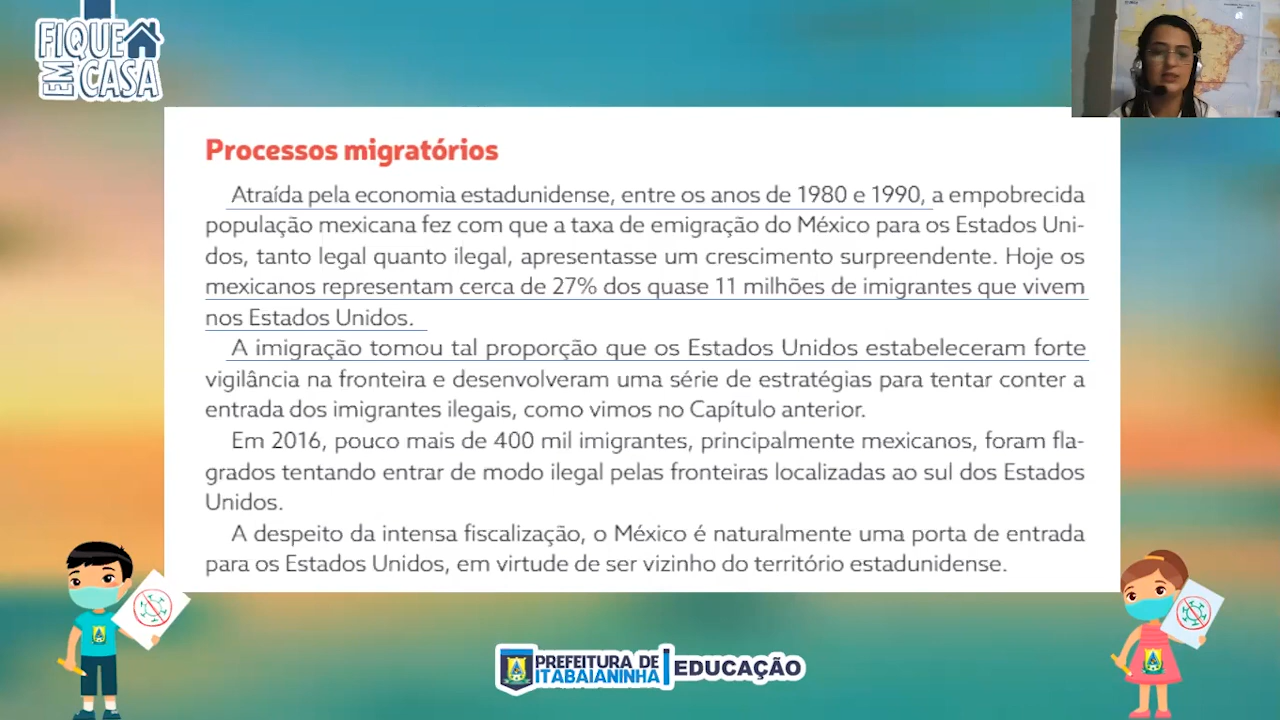 FIQUE
EM
CASA
Processos migratórios
Atraída pela economia estadunidense, entre os anos de 1980 e 1990, a empobrecida
população mexicana fez com que a taxa de emigração do México para os Estados Uni-
dos, tanto legal quanto ilegal, apresentasse um crescimento surpreendente. Hoje os
mexicanos representam cerca de 27% dos quase 11 milhões de imigrantes que vivem
nos Estados Unidos.
A imigração tomou tal proporção que os Estados Unidos estabeleceram forte
vigilância na fronteira e desenvolveram uma série de estratégias para tentar conter a
entrada dos imigrantes ilegais, como vimos no Capítulo anterior.
Em 2016, pouco mais de 400 mil imigrantes, principalmente mexicanos, foram fla-
grados tentando entrar de modo ilegal pelas fronteiras localizadas ao sul dos Estados
Unidos.
A despeito da intensa fiscalização, o México é naturalmente uma porta de entrada
para os Estados Unidos, em virtude de ser vizinho do território estadunidense.
PREFEITURA DE
ITABAIANINHA
EDUCAÇÃO